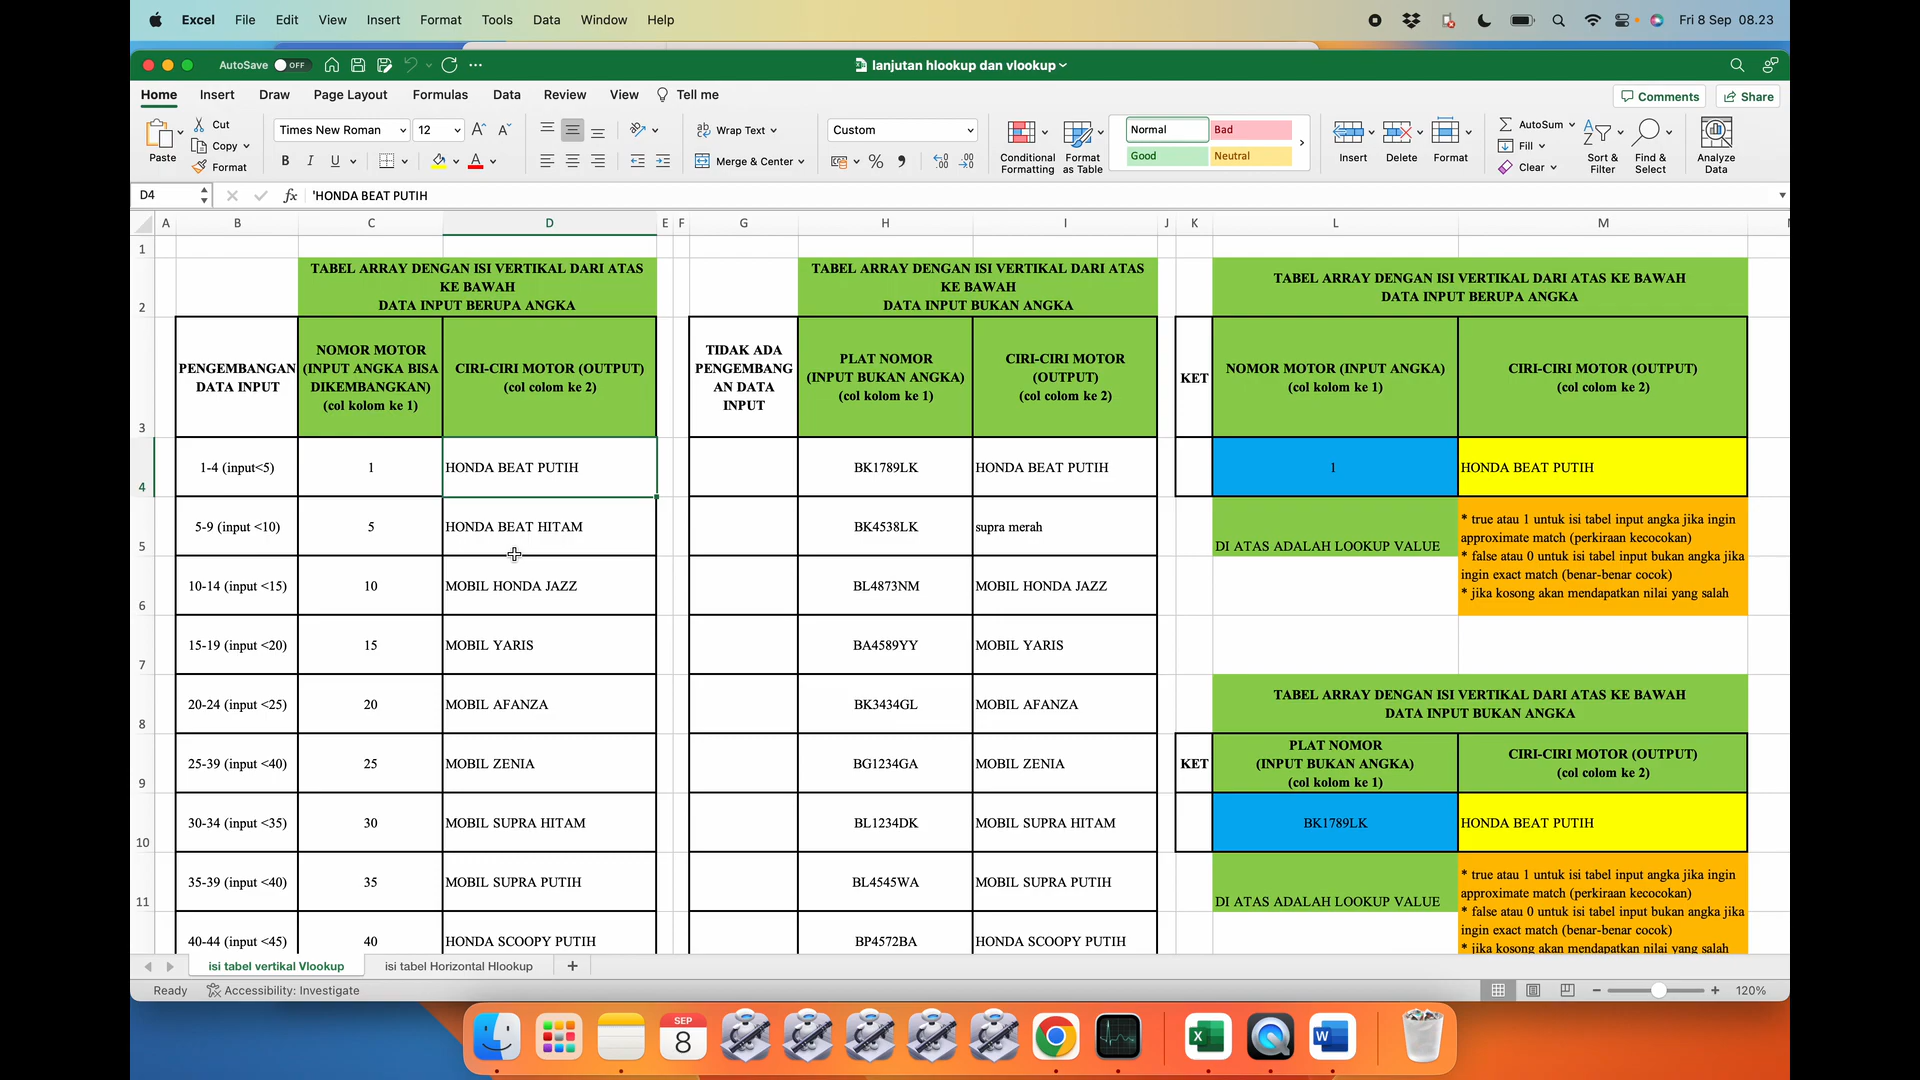 Excel File Edit View Insert Format Tools Data Window Help
Fri 8 Sep 08.23
AutoSave OFF
lanjutan hlookup dan vlookup
Home Insert Draw Page Layout Formulas Data Review View Tell me
Comments Share
Paste
Cut
Copy
Format
Times New Roman 12
B I U
Wrap Text
Merge & Center
Custom
Conditional Formatting
Format as Table
Normal Bad
Good Neutral
Insert Delete Format
AutoSum
Fill
Clear
Sort & Filter
Find & Select
Analyze Data
D4 fx 'HONDA BEAT PUTIH
A B C D E F G H I J K L M
1
2
3
4
5
6
7
8
9
10
11
TABEL ARRAY DENGAN ISI VERTIKAL DARI ATAS
KE BAWAH
DATA INPUT BERUPA ANGKA
PENGEMBANGAN
DATA INPUT
NOMOR MOTOR
(INPUT ANGKA BISA
DIKEMBANGKAN)
(col kolom ke 1)
CIRI-CIRI MOTOR (OUTPUT)
(col colom ke 2)
1-4 (input<5) 1 HONDA BEAT PUTIH
5-9 (input <10) 5 HONDA BEAT HITAM
10-14 (input <15) 10 MOBIL HONDA JAZZ
15-19 (input <20) 15 MOBIL YARIS
20-24 (input <25) 20 MOBIL AFANZA
25-39 (input <40) 25 MOBIL ZENIA
30-34 (input <35) 30 MOBIL SUPRA HITAM
35-39 (input <40) 35 MOBIL SUPRA PUTIH
40-44 (input <45) 40 HONDA SCOOPY PUTIH
TABEL ARRAY DENGAN ISI VERTIKAL DARI ATAS
KE BAWAH
DATA INPUT BUKAN ANGKA
TIDAK ADA
PENGEMBANG
AN DATA
INPUT
PLAT NOMOR
(INPUT BUKAN ANGKA)
(col kolom ke 1)
CIRI-CIRI MOTOR
(OUTPUT)
(col colom ke 2)
BK1789LK HONDA BEAT PUTIH
BK4538LK supra merah
BL4873NM MOBIL HONDA JAZZ
BA4589YY MOBIL YARIS
BK3434GL MOBIL AFANZA
BG1234GA MOBIL ZENIA
BL1234DK MOBIL SUPRA HITAM
BL4545WA MOBIL SUPRA PUTIH
BP4572BA HONDA SCOOPY PUTIH
TABEL ARRAY DENGAN ISI VERTIKAL DARI ATAS KE BAWAH
DATA INPUT BERUPA ANGKA
KET
NOMOR MOTOR (INPUT ANGKA)
(col kolom ke 1)
CIRI-CIRI MOTOR (OUTPUT)
(col colom ke 2)
1 HONDA BEAT PUTIH
DI ATAS ADALAH LOOKUP VALUE
* true atau 1 untuk isi tabel input angka jika ingin
approximate match (perkiraan kecocokan)
* false atau 0 untuk isi tabel input bukan angka jika
ingin exact match (benar-benar cocok)
* jika kosong akan mendapatkan nilai yang salah
TABEL ARRAY DENGAN ISI VERTIKAL DARI ATAS KE BAWAH
DATA INPUT BUKAN ANGKA
KET
PLAT NOMOR
(INPUT BUKAN ANGKA)
(col kolom ke 1)
CIRI-CIRI MOTOR (OUTPUT)
(col colom ke 2)
BK1789LK HONDA BEAT PUTIH
DI ATAS ADALAH LOOKUP VALUE
* true atau 1 untuk isi tabel input angka jika ingin
approximate match (perkiraan kecocokan)
* false atau 0 untuk isi tabel input bukan angka jika
ingin exact match (benar-benar cocok)
* jika kosong akan mendapatkan nilai yang salah
isi tabel vertikal Vlookup isi tabel Horizontal Hlookup +
Ready Accessibility: Investigate
120%
SEP
8
X
W